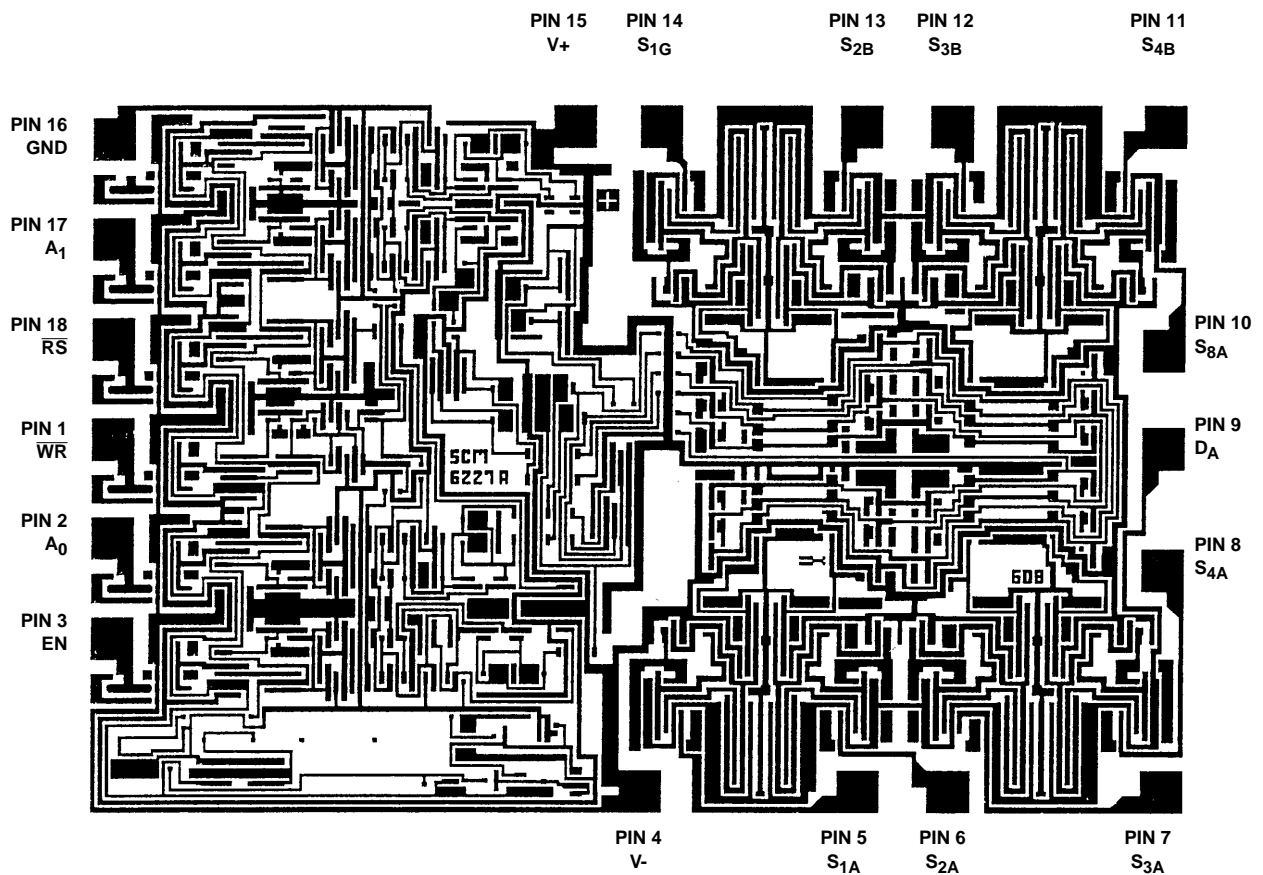 PIN 15
V+
PIN 14
S1G
PIN 13
S2B
PIN 12
S3B
PIN 11
S4B
PIN 16
GND
PIN 17
A1
PIN 18
RS
PIN 10
S8A
PIN 1
WR
PIN 9
DA
SCM
6227A
PIN 2
A0
PIN 8
S4A
GDB
PIN 3
EN
PIN 4
V-
PIN 5
S1A
PIN 6
S2A
PIN 7
S3A